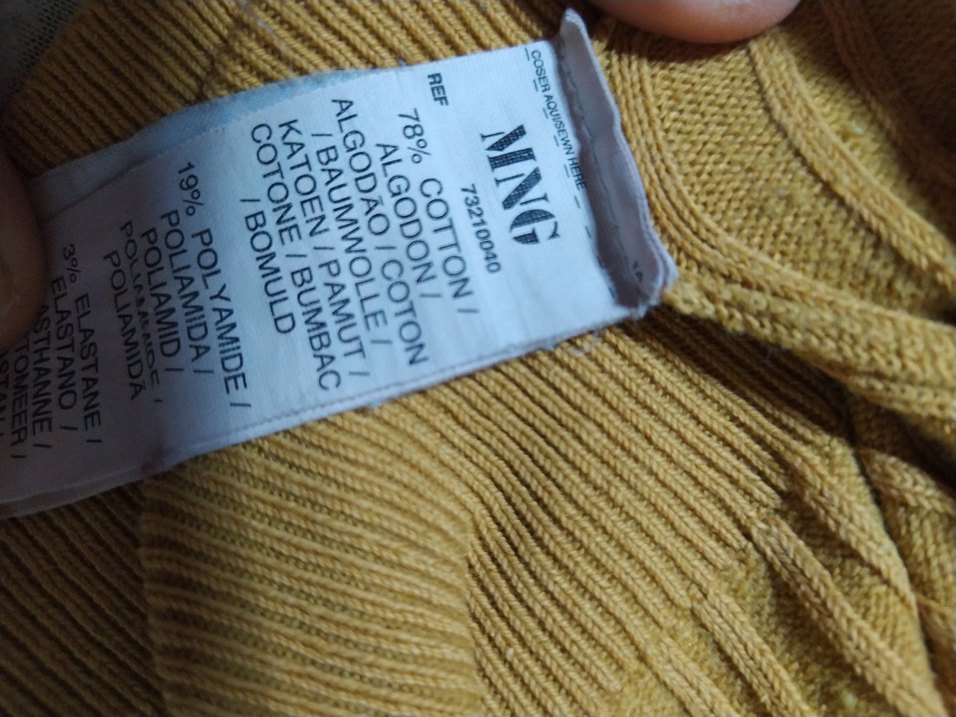 COSER AQUI/SEWN HERE
MNG
REF 73210040
78% COTTON /
ALGODON /
ALGODÃO / COTON
/ BAUMWOLLE /
KATOEN / PAMUT /
COTONE / BUMBAC
/ BOMULD
19% POLYAMIDE /
POLIAMIDA /
POLIAMID /
POLIAMIDĂ
3% ELASTANE /
ELASTANO /